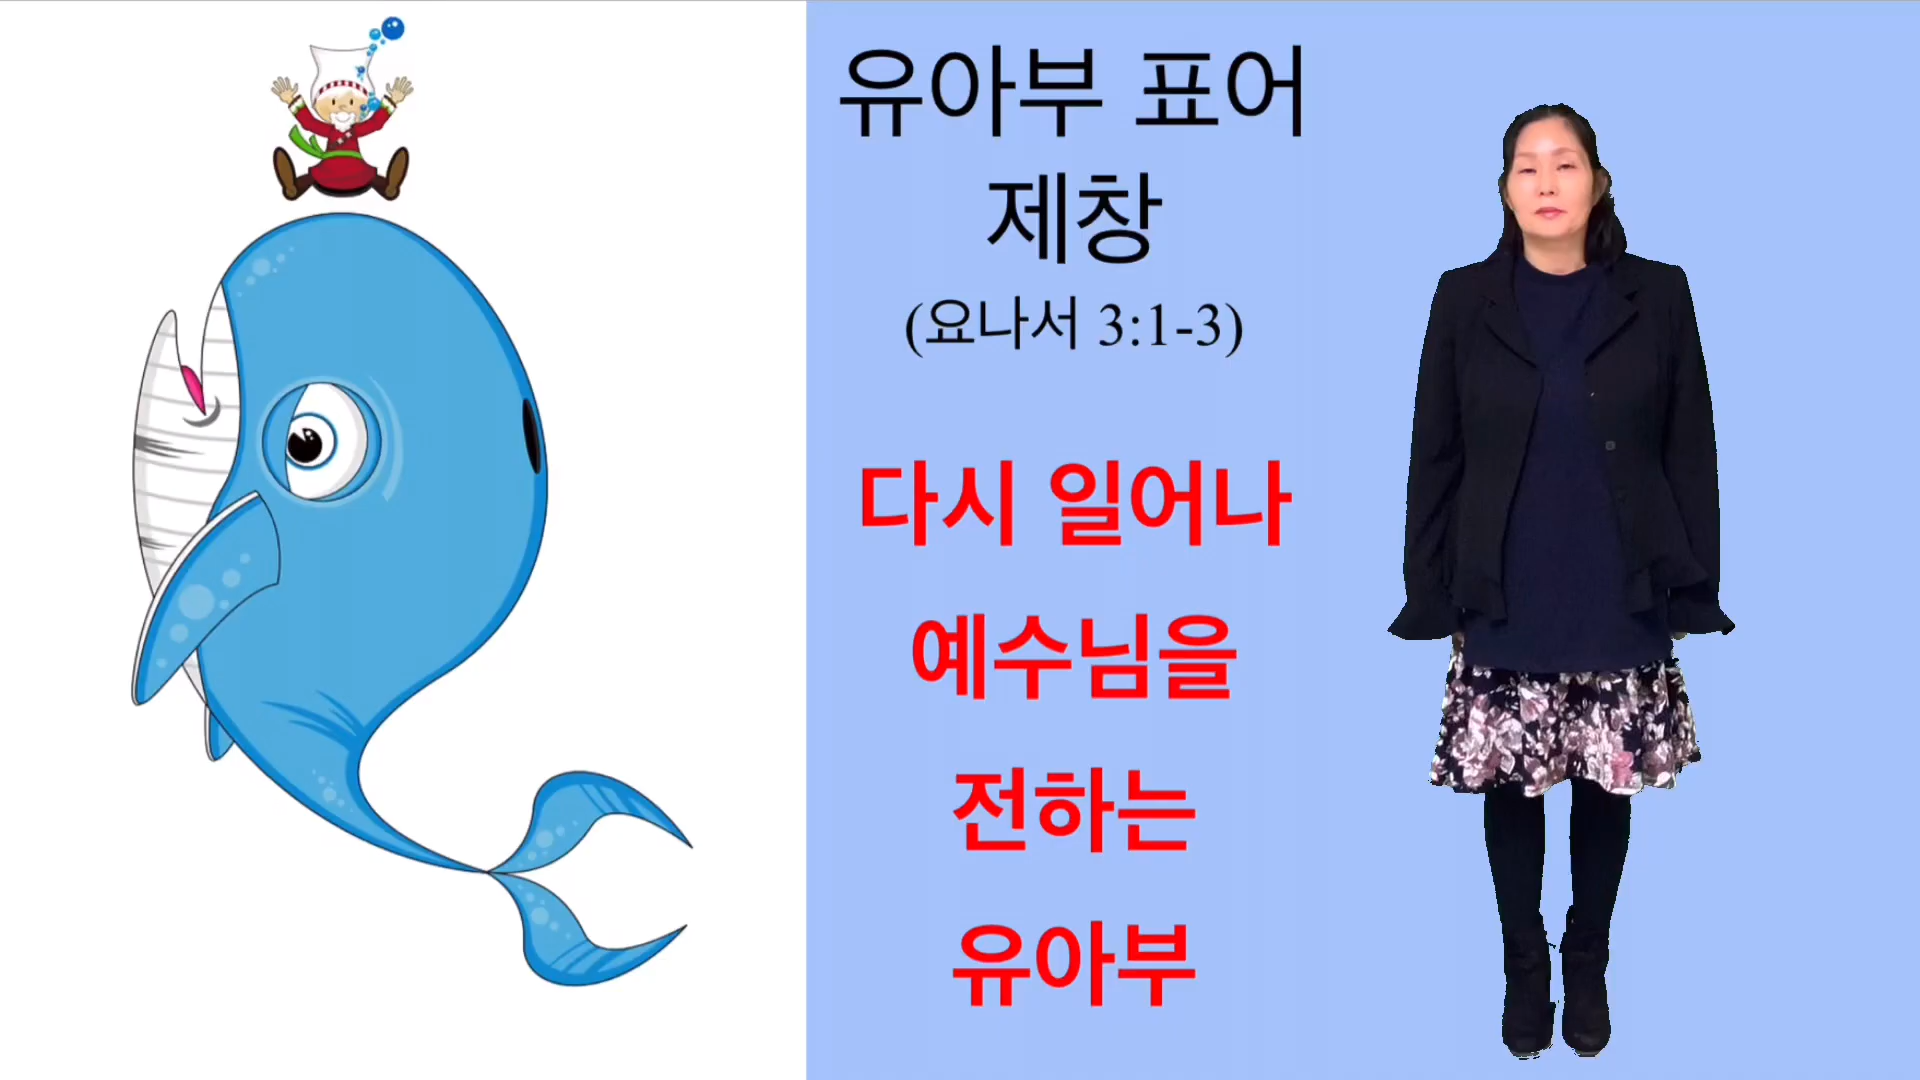 유아부 표어
제창
(요나서 3:1-3)
다시 일어나
예수님을
전하는
유아부